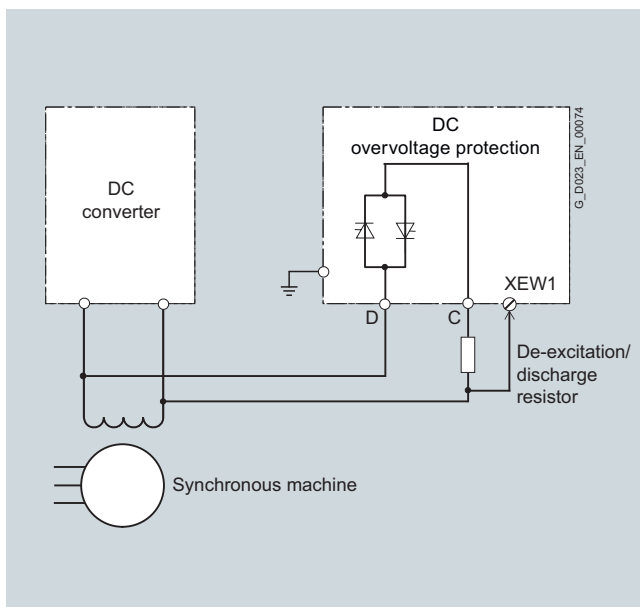 DC
converter
DC
overvoltage protection
G_D023_EN_00074
XEW1
D
C
De-excitation/
discharge
resistor
Synchronous machine